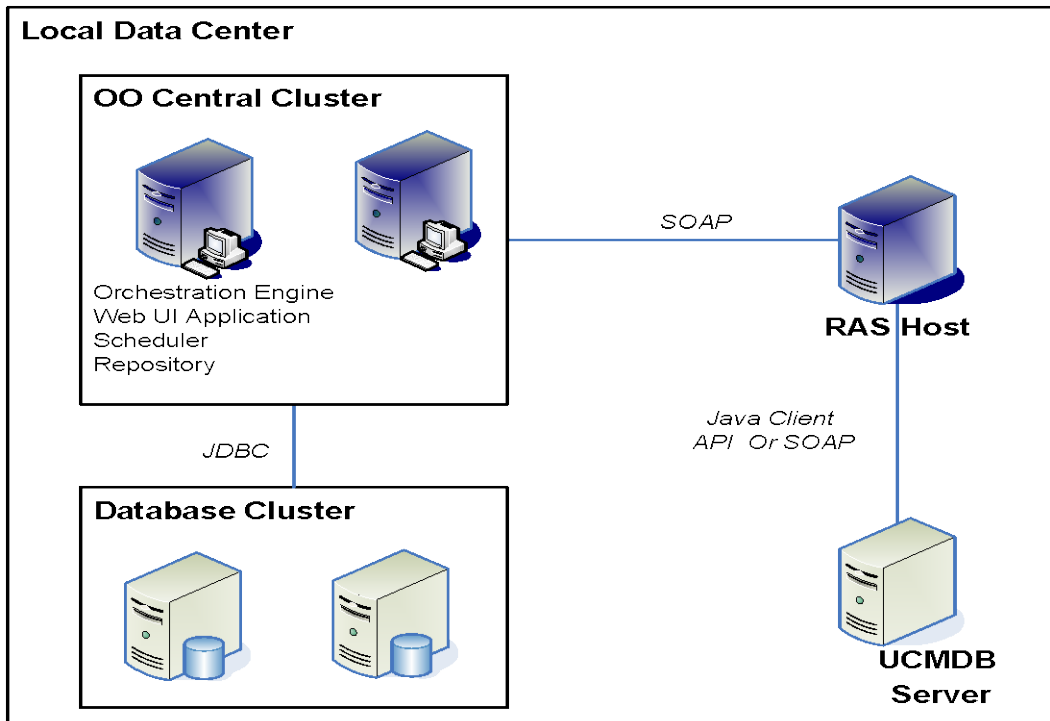 Local Data Center
OO Central Cluster
Orchestration Engine
Web UI Application
Scheduler
Repository
SOAP
RAS Host
JDBC
Java Client
API Or SOAP
Database Cluster
UCMDB
Server